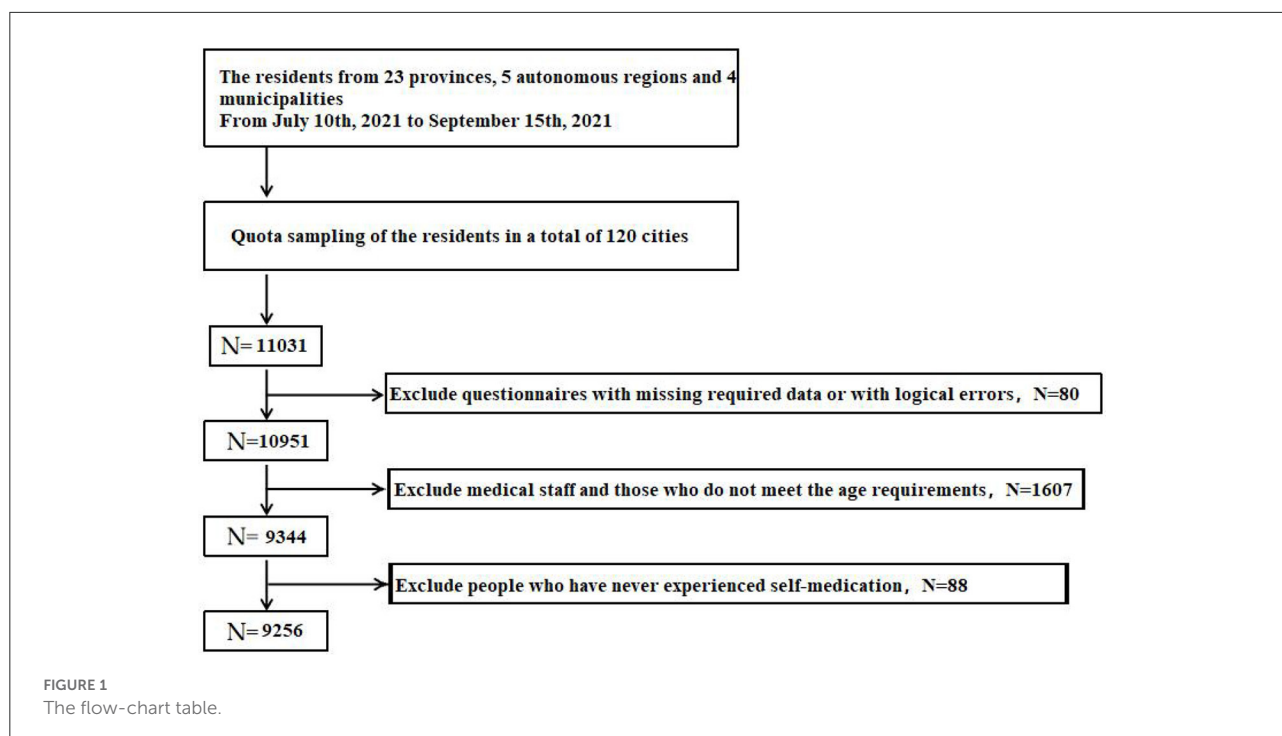 The residents from 23 provinces, 5 autonomous regions and 4
municipalities
From July 10th, 2021 to September 15th, 2021
Quota sampling of the residents in a total of 120 cities
N= 11031
Exclude questionnaires with missing required data or with logical errors，N=80
N=10951
Exclude medical staff and those who do not meet the age requirements，N=1607
N= 9344
Exclude people who have never experienced self-medication，N=88
N=9256
FIGURE 1
The flow-chart table.